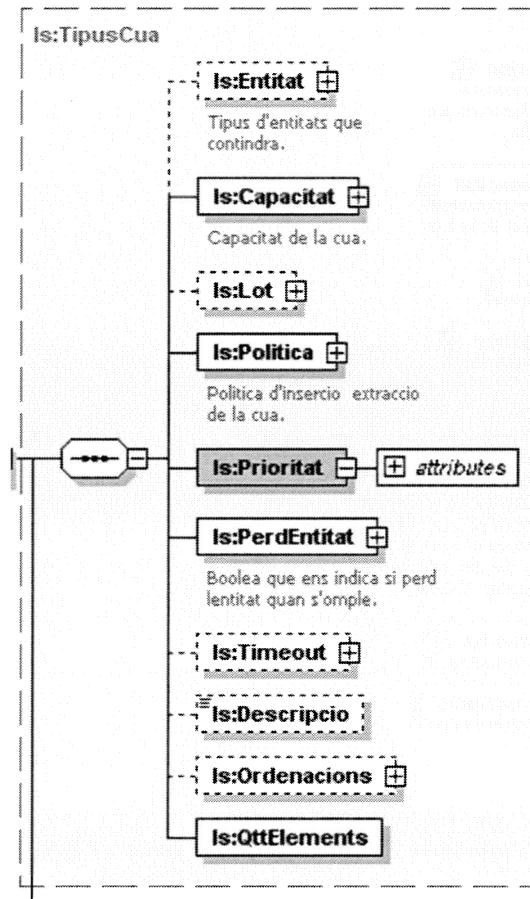 ls:TipusCua
ls:Entitat
Tipus d'entitats que
contindra.
ls:Capacitat
Capacitat de la cua.
ls:Lot
ls:Politica
Politica d'insercio extraccio
de la cua.
ls:Prioritat
attributes
ls:PerdEntitat
Boolea que ens indica si perd
lentitat quan s'omple.
ls:Timeout
ls:Descripcio
ls:Ordenacions
ls:QttElements